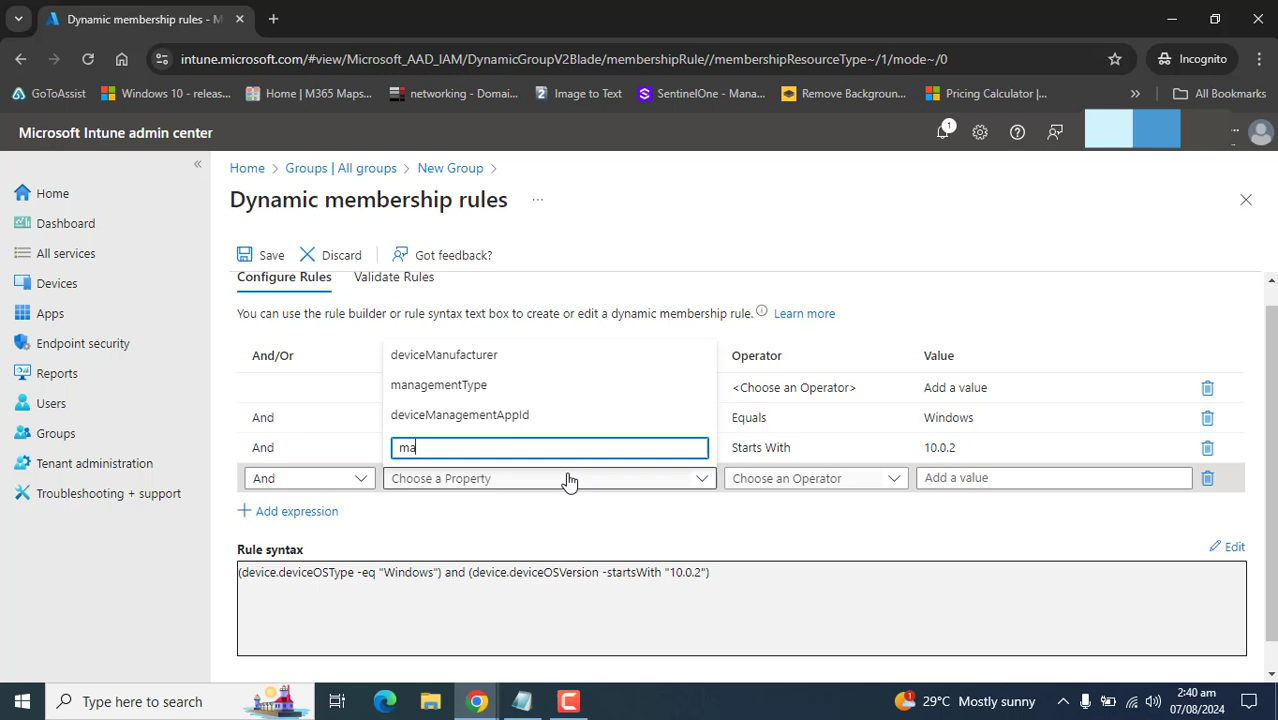 Dynamic membership rules - M
intune.microsoft.com/#view/Microsoft_AAD_IAM/DynamicGroupV2Blade/membershipRule//membershipResourceType~/1/mode~/0
Incognito
GoToAssist
Windows 10 - releas...
Home | M365 Maps...
networking - Domai...
Image to Text
SentinelOne - Mana...
Remove Backgroun...
Pricing Calculator |...
»
All Bookmarks
Microsoft Intune admin center
1
...
«
Home
Dashboard
All services
Devices
Apps
Endpoint security
Reports
Users
Groups
Tenant administration
Troubleshooting + support
Home > Groups | All groups > New Group >
Dynamic membership rules ...
Save
Discard
Got feedback?
Configure Rules
Validate Rules
You can use the rule builder or rule syntax text box to create or edit a dynamic membership rule. Learn more
And/Or
Operator
Value
deviceManufacturer
managementType
deviceManagementAppId
ma
<Choose an Operator>
Add a value
And
Equals
Windows
And
Starts With
10.0.2
And
Choose a Property
Choose an Operator
Add a value
+ Add expression
Rule syntax
Edit
(device.deviceOSType -eq "Windows") and (device.deviceOSVersion -startsWith "10.0.2")
Type here to search
1
29°C Mostly sunny
2:40 am
07/08/2024